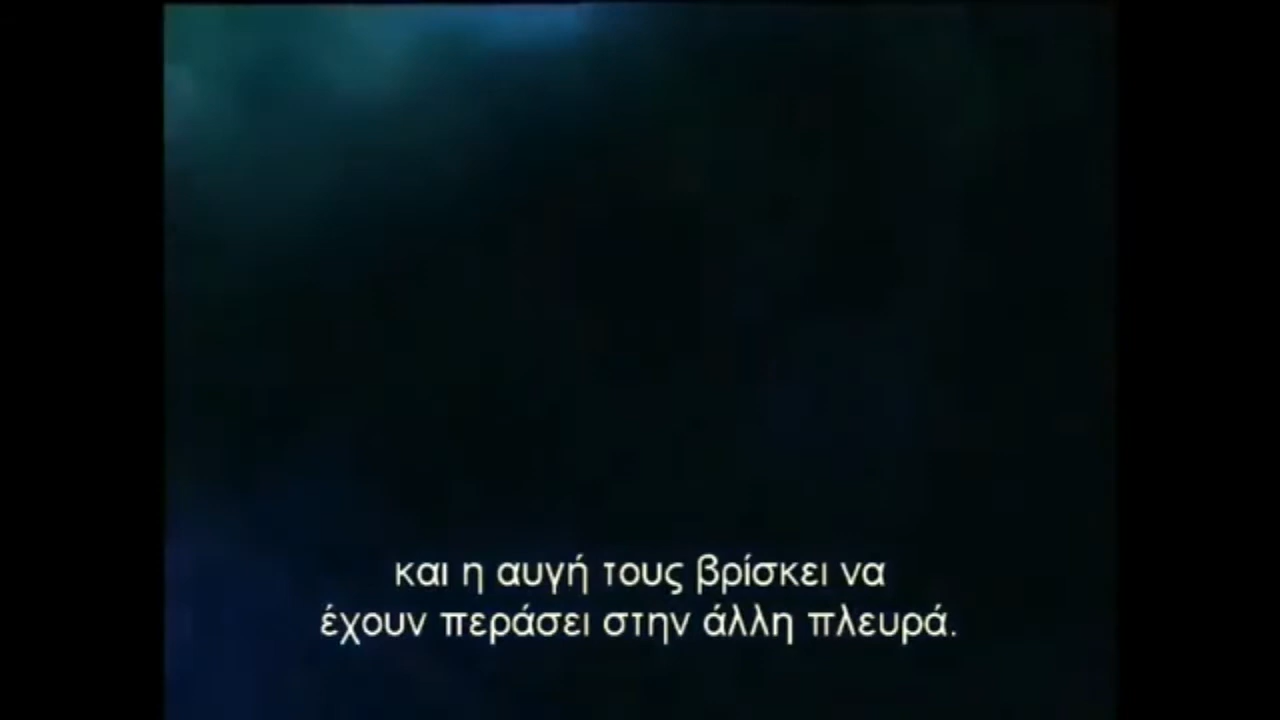 και η αυγή τους βρίσκει να
έχουν περάσει στην άλλη πλευρά.